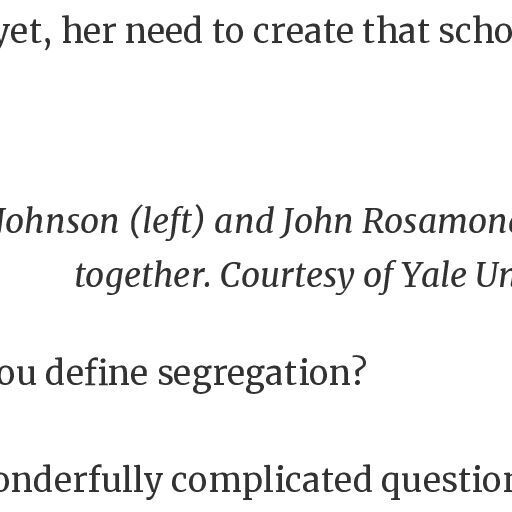 yet, her need to create that scho
Johnson (left) and John Rosamond
together. Courtesy of Yale Un
ou define segregation?
onderfully complicated question